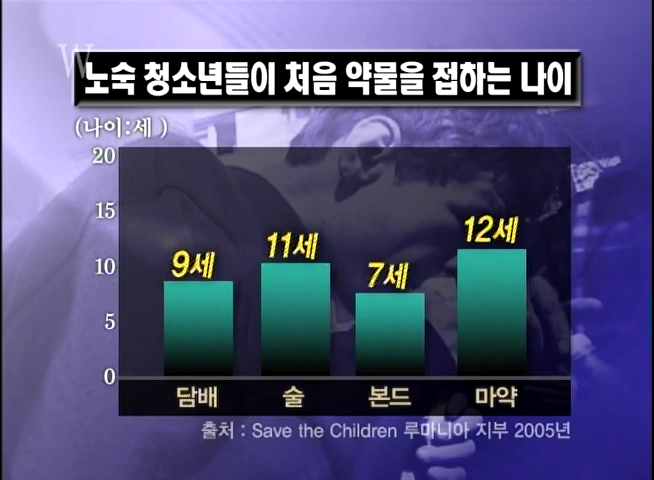 W
노숙 청소년들이 처음 약물을 접하는 나이
(나이:세 )
20
15
10
5
0
9세
11세
7세
12세
담배 술 본드 마약
출처 : Save the Children 루마니아 지부 2005년